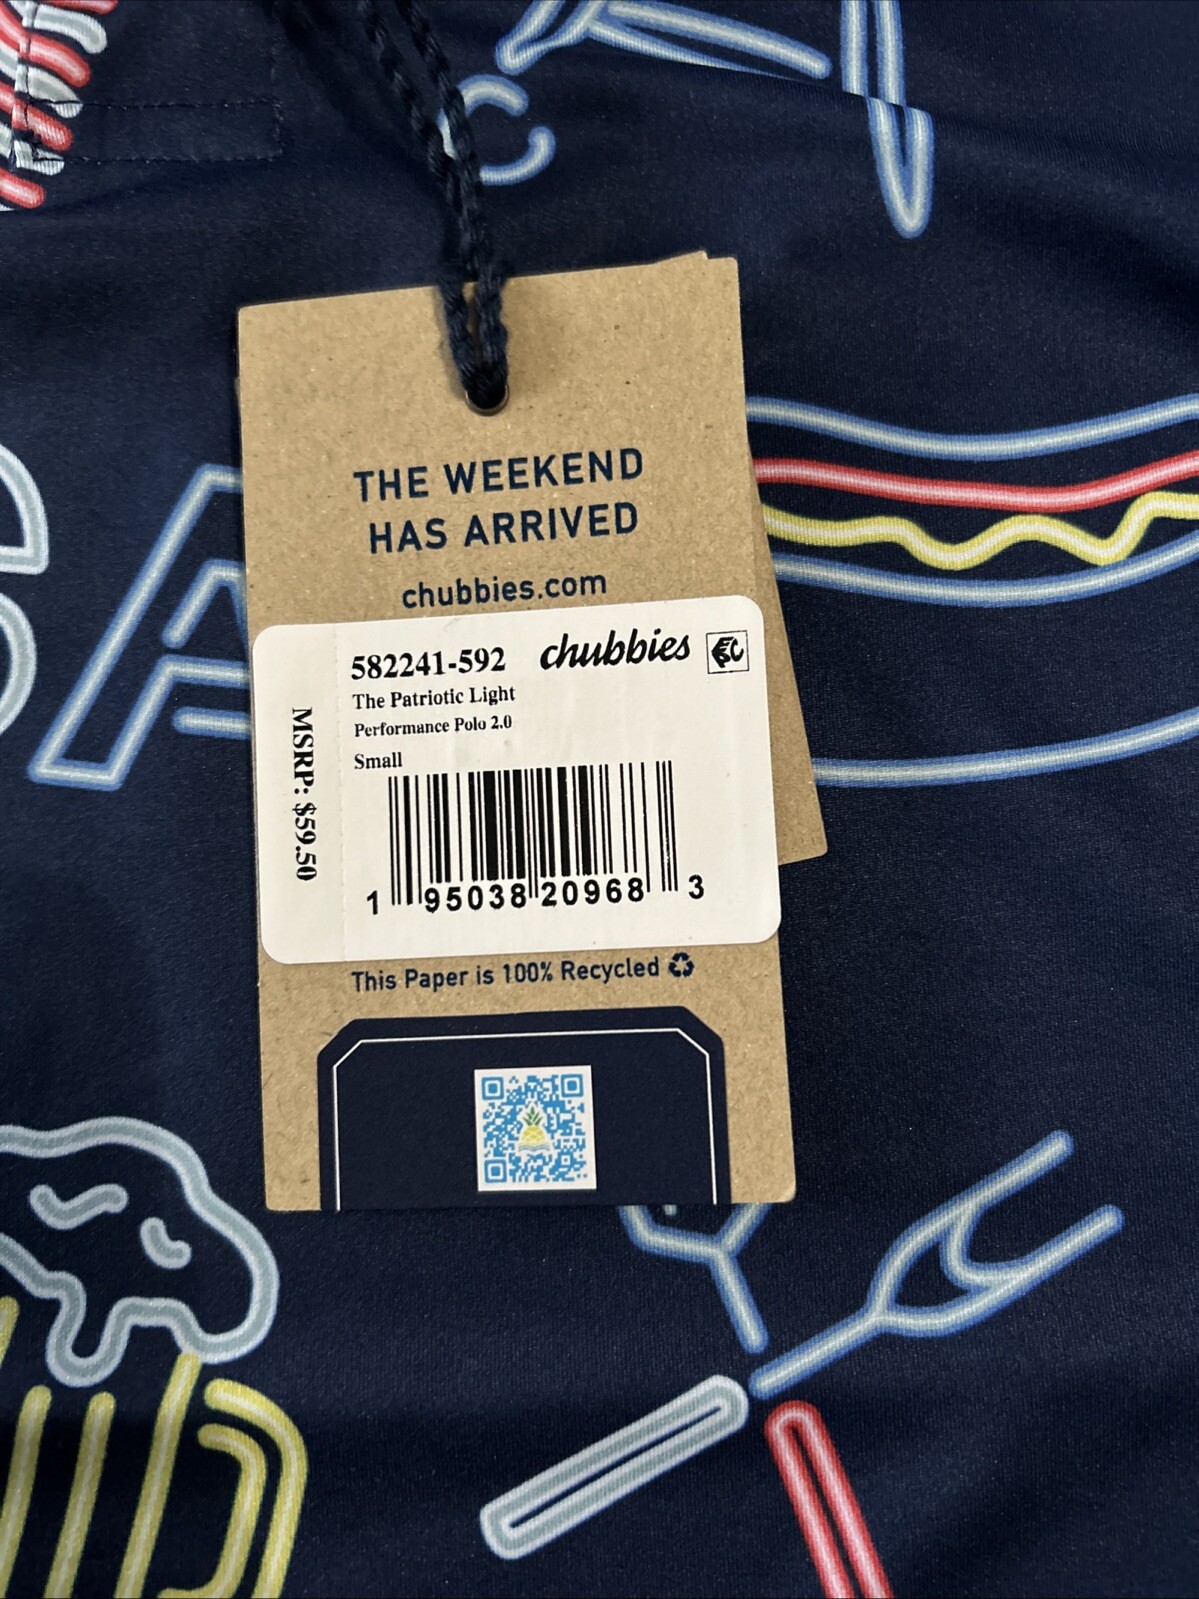 THE WEEKEND
HAS ARRIVED
chubbies.com
582241-592 chubbies
The Patriotic Light
Performance Polo 2.0
Small
MSRP: $59.50
1 95038 20968 3
This Paper is 100% Recycled